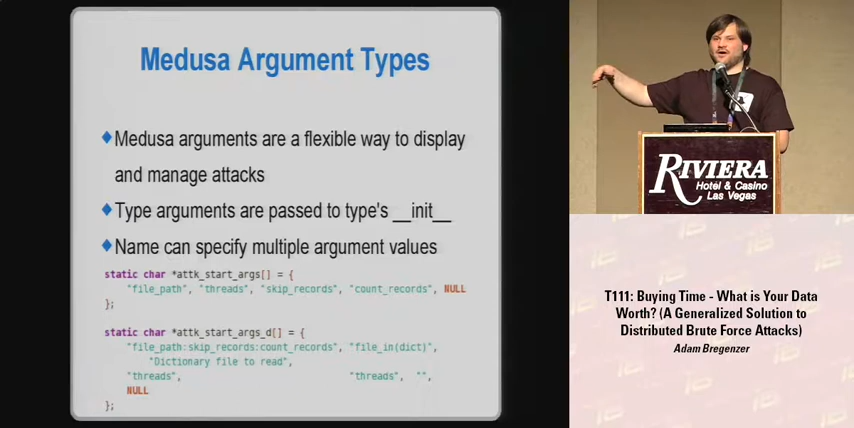 Medusa Argument Types
Medusa arguments are a flexible way to display
and manage attacks
Type arguments are passed to type's __init__
Name can specify multiple argument values
static char *attk_start_args[] = {
"file_path", "threads", "skip_records", "count_records", NULL
};
static char *attk_start_args_d[] = {
"file_path:skip_records:count_records", "file_in(dict)",
"Dictionary file to read",
"threads", "threads", "",
NULL
};
RIVIERA
Hotel & Casino
Las Vegas
T111: Buying Time - What is Your Data
Worth? (A Generalized Solution to
Distributed Brute Force Attacks)
Adam Bregenzer